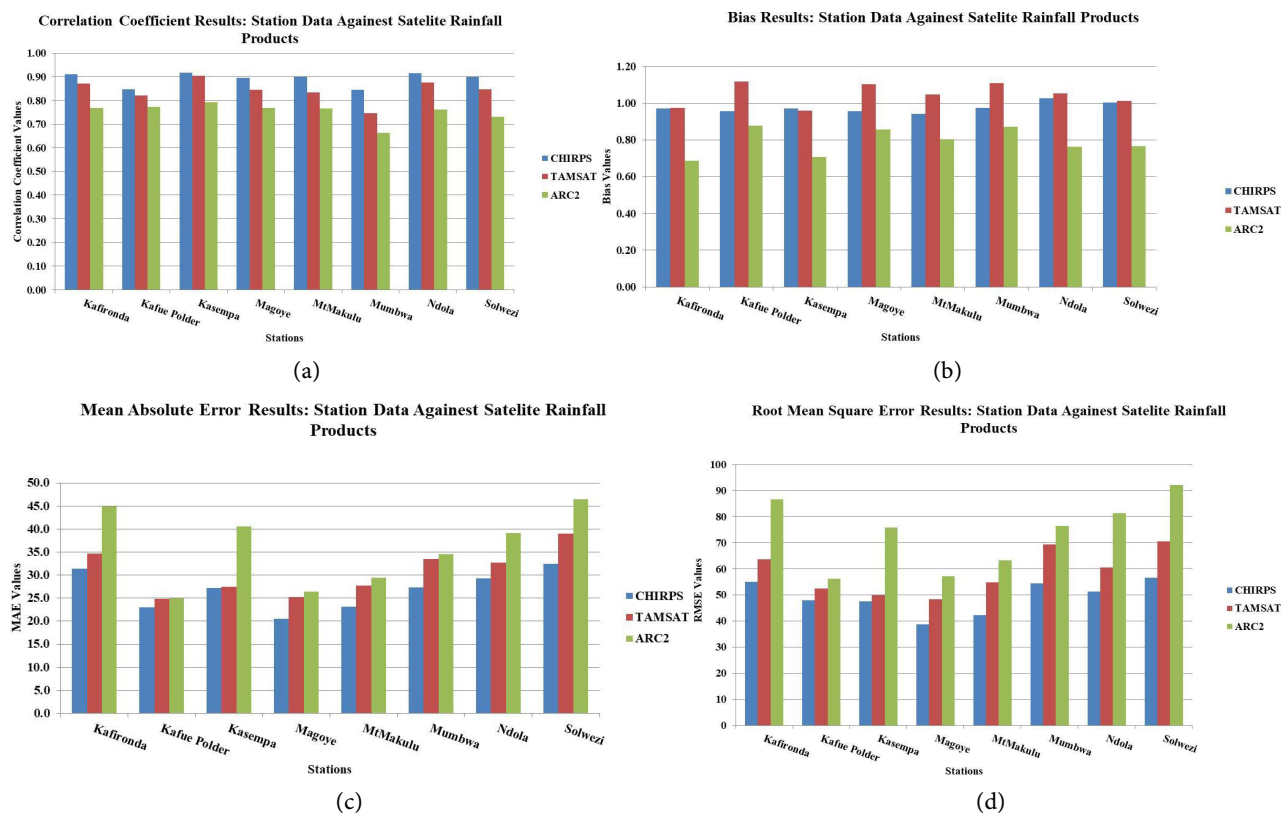 Correlation Coefficient Results: Station Data Againest Satelite Rainfall
Products
1.00
0.90
0.80
0.70
0.60
0.50
0.40
0.30
0.20
0.10
0.00
Correlation Coefficient Values
Kafironda
Kafue Polder
Kasempa
Magoye
MtMakulu
Mumbwa
Ndola
Solwezi
Stations
CHIRPS
TAMSAT
ARC2
(a)
Bias Results: Station Data Againest Satelite Rainfall Products
1.20
1.00
0.80
0.60
0.40
0.20
0.00
Bias Values
Kafironda
Kafue Polder
Kasempa
Magoye
MtMakulu
Mumbwa
Ndola
Solwezi
Stations
CHIRPS
TAMSAT
ARC2
(b)
Mean Absolute Error Results: Station Data Againest Satelite Rainfall
Products
50.0
45.0
40.0
35.0
30.0
25.0
20.0
15.0
10.0
5.0
0.0
MAE Values
Kafironda
Kafue Polder
Kasempa
Magoye
MtMakulu
Mumbwa
Ndola
Solwezi
Stations
CHIRPS
TAMSAT
ARC2
(c)
Root Mean Square Error Results: Station Data Againest Satelite Rainfall
Products
100
90
80
70
60
50
40
30
20
10
0
RMSE Values
Kafironda
Kafue Polder
Kasempa
Magoye
MtMakulu
Mumbwa
Ndola
Solwezi
Stations
CHIRPS
TAMSAT
ARC2
(d)